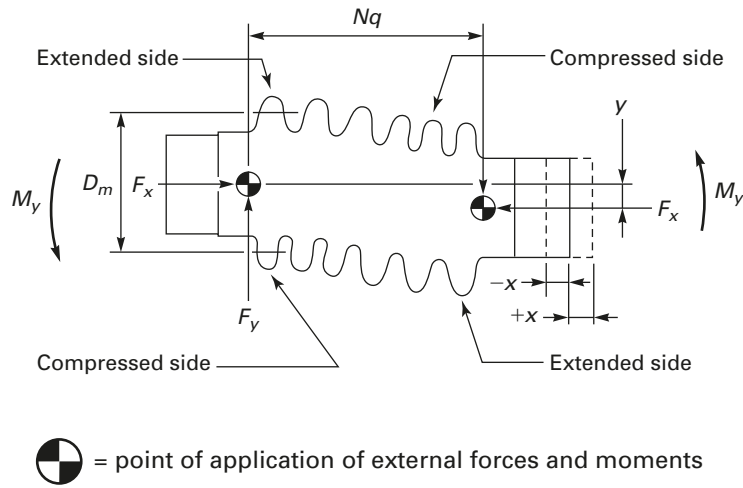 Nq
Extended side
Compressed side
y
M_y
D_m
F_x
F_x
M_y
−x
+x
F_y
Compressed side
Extended side
= point of application of external forces and moments